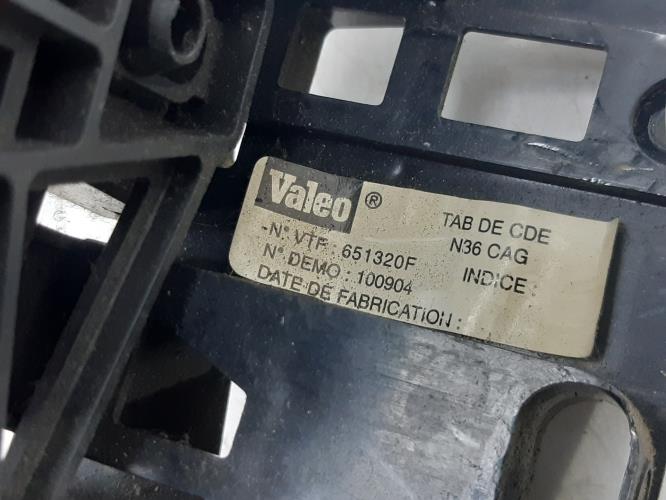 Valeo ®
TAB DE CDE
N36 CAG
N° VTF : 651320F
INDICE :
N° DEMO : 100904
DATE DE FABRICATION :